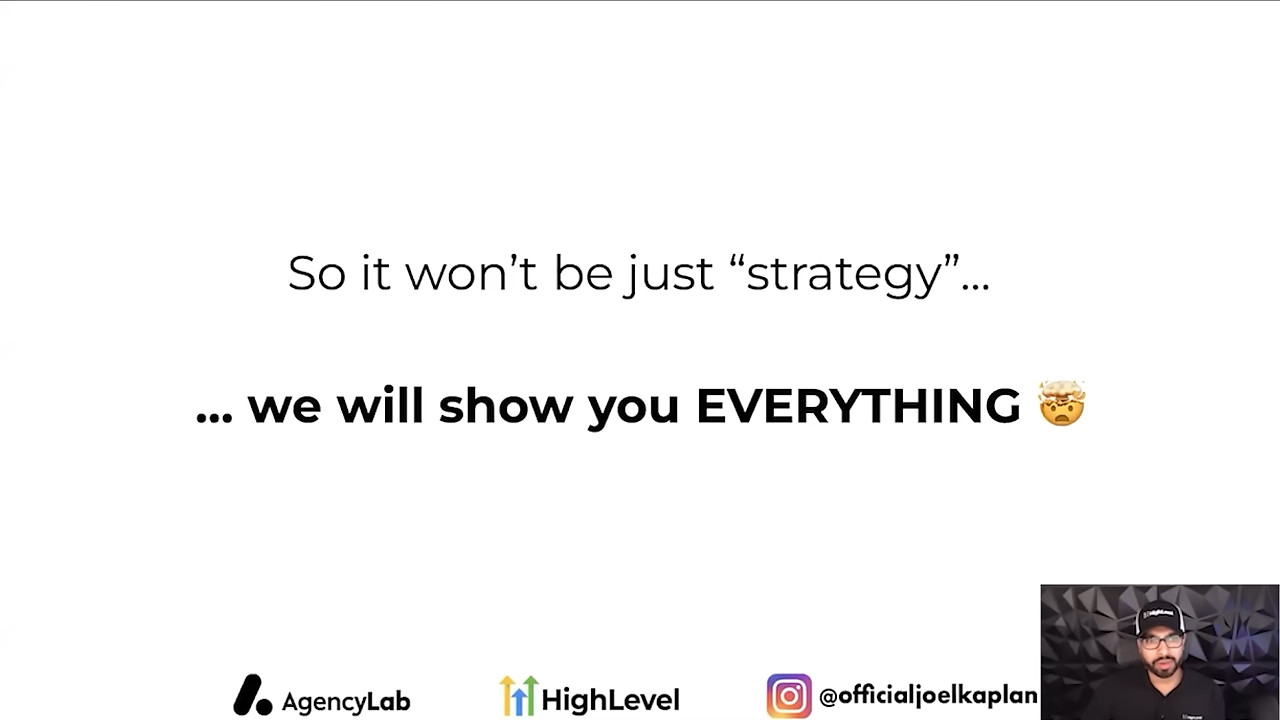 So it won’t be just “strategy”...
... we will show you EVERYTHING 🤯
AgencyLab
HighLevel
@officialjoelkaplan